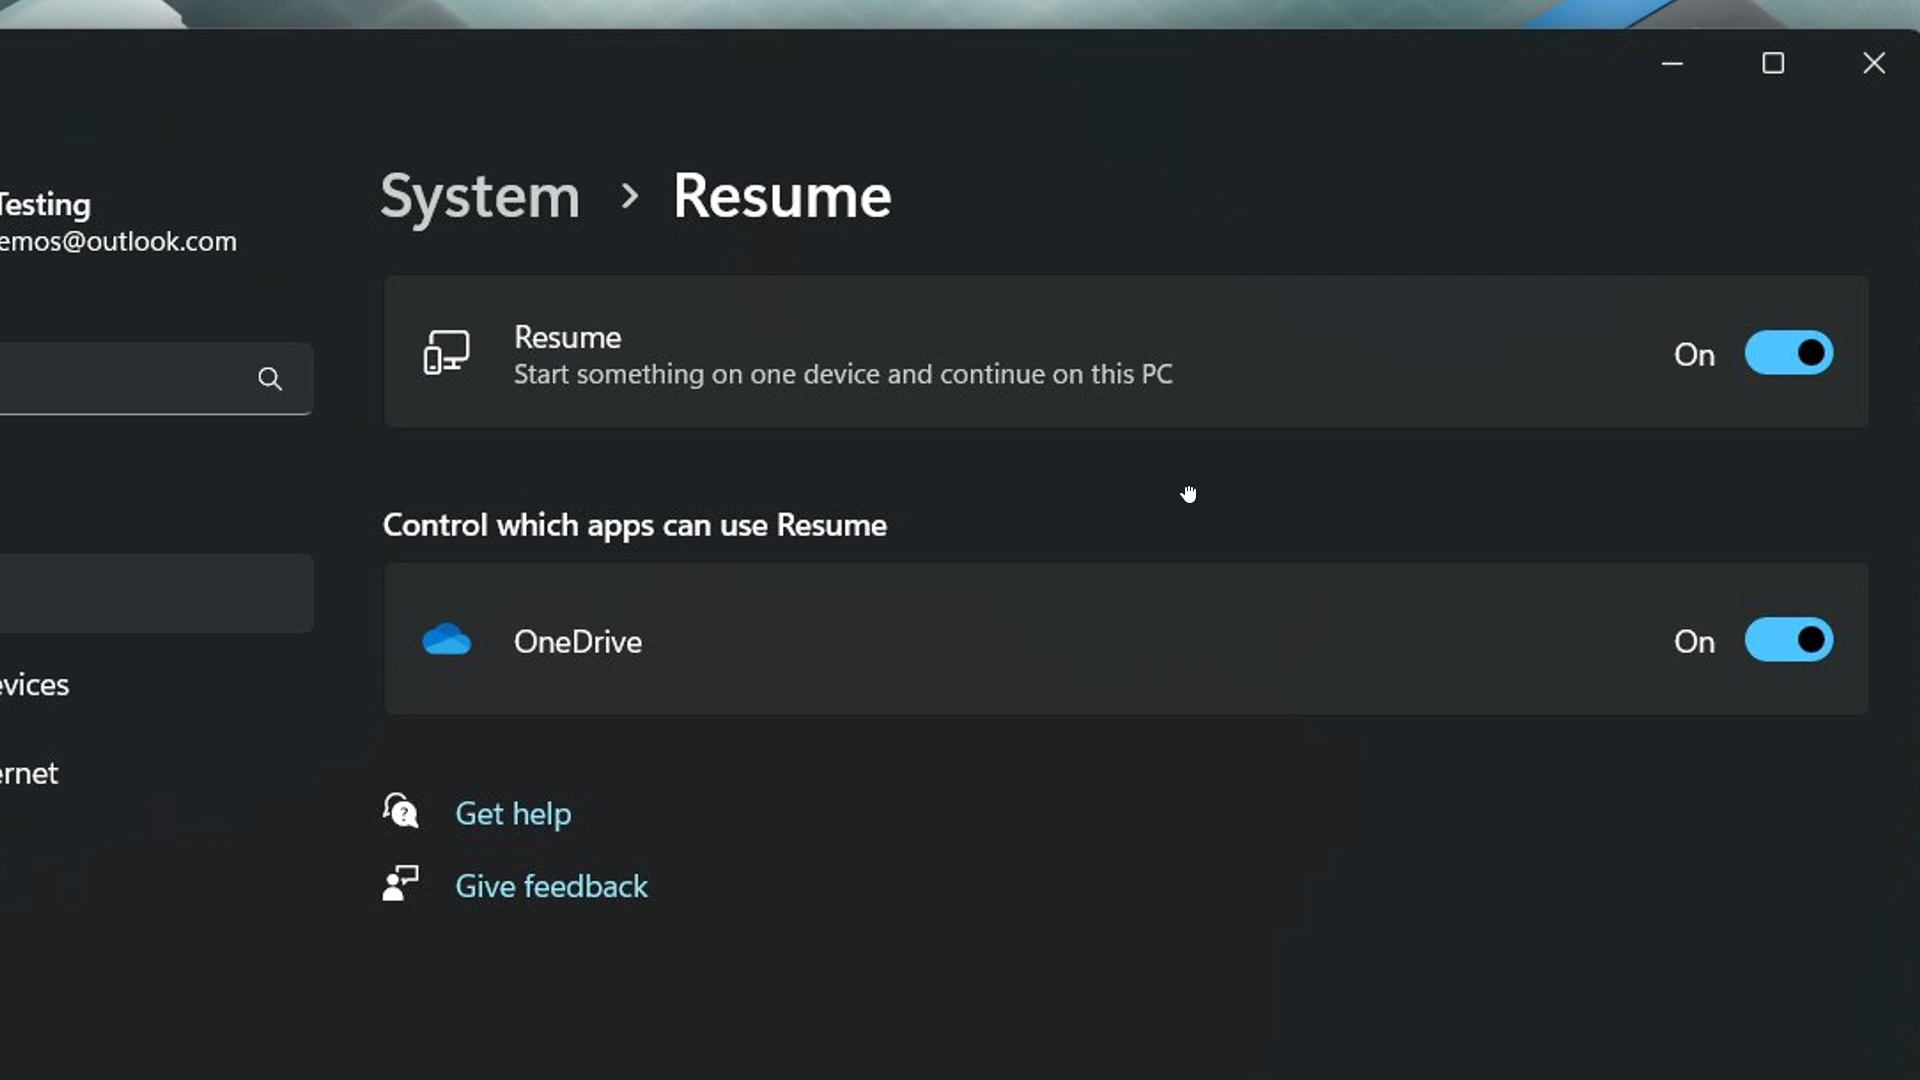 System > Resume
Testing
emos@outlook.com
Resume
Start something on one device and continue on this PC
On
Control which apps can use Resume
OneDrive
On
evices
ernet
Get help
Give feedback